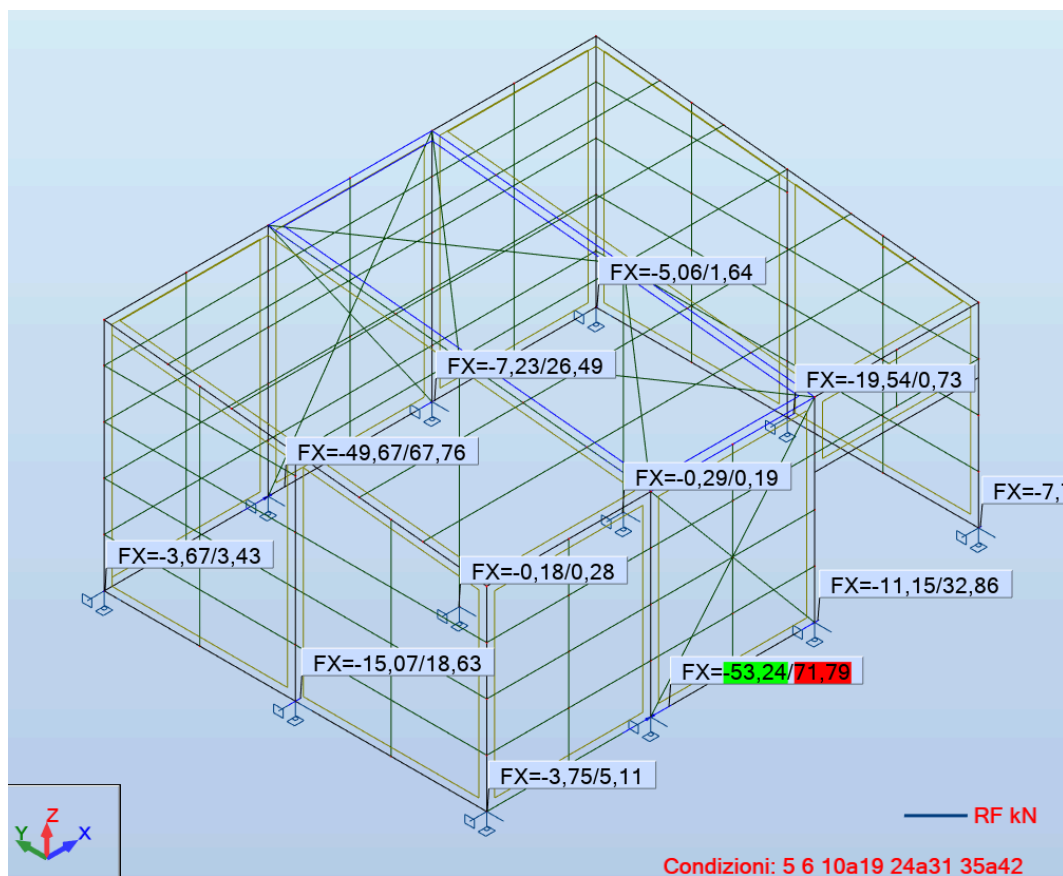 FX=-5,06/1,64
FX=-7,23/26,49
FX=-19,54/0,73
FX=-49,67/67,76
FX=-0,29/0,19
FX=-7,
FX=-3,67/3,43
FX=-0,18/0,28
FX=-11,15/32,86
FX=-15,07/18,63
FX=-53,24/71,79
FX=-3,75/5,11
Z
Y
X
RF kN
Condizioni: 5 6 10a19 24a31 35a42